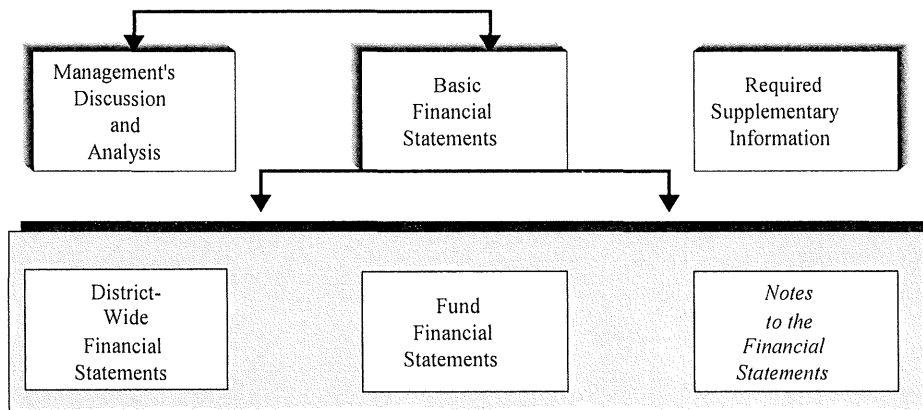 Management's
Discussion
and
Analysis
Basic
Financial
Statements
Required
Supplementary
Information
District-
Wide
Financial
Statements
Fund
Financial
Statements
Notes
to the
Financial
Statements